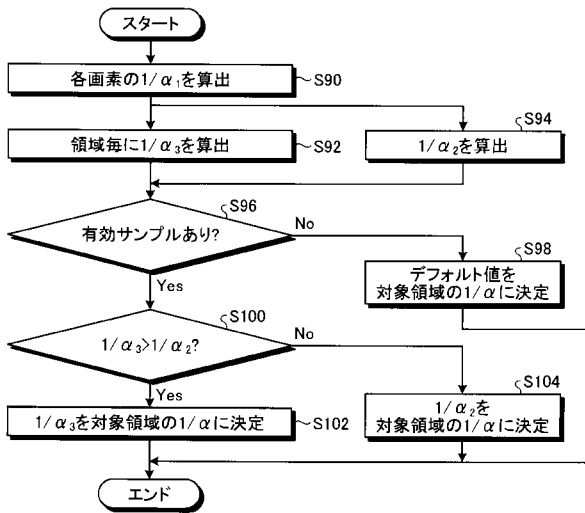 スタート
各画素の1/α₁を算出
S90
領域毎に1/α₃を算出
S92
S94
1/α₂を算出
S96
有効サンプルあり?
No
Yes
S98
デフォルト値を
対象領域の1/αに決定
S100
1/α₃>1/α₂?
No
Yes
1/α₃を対象領域の1/αに決定
S102
S104
1/α₂を
対象領域の1/αに決定
エンド